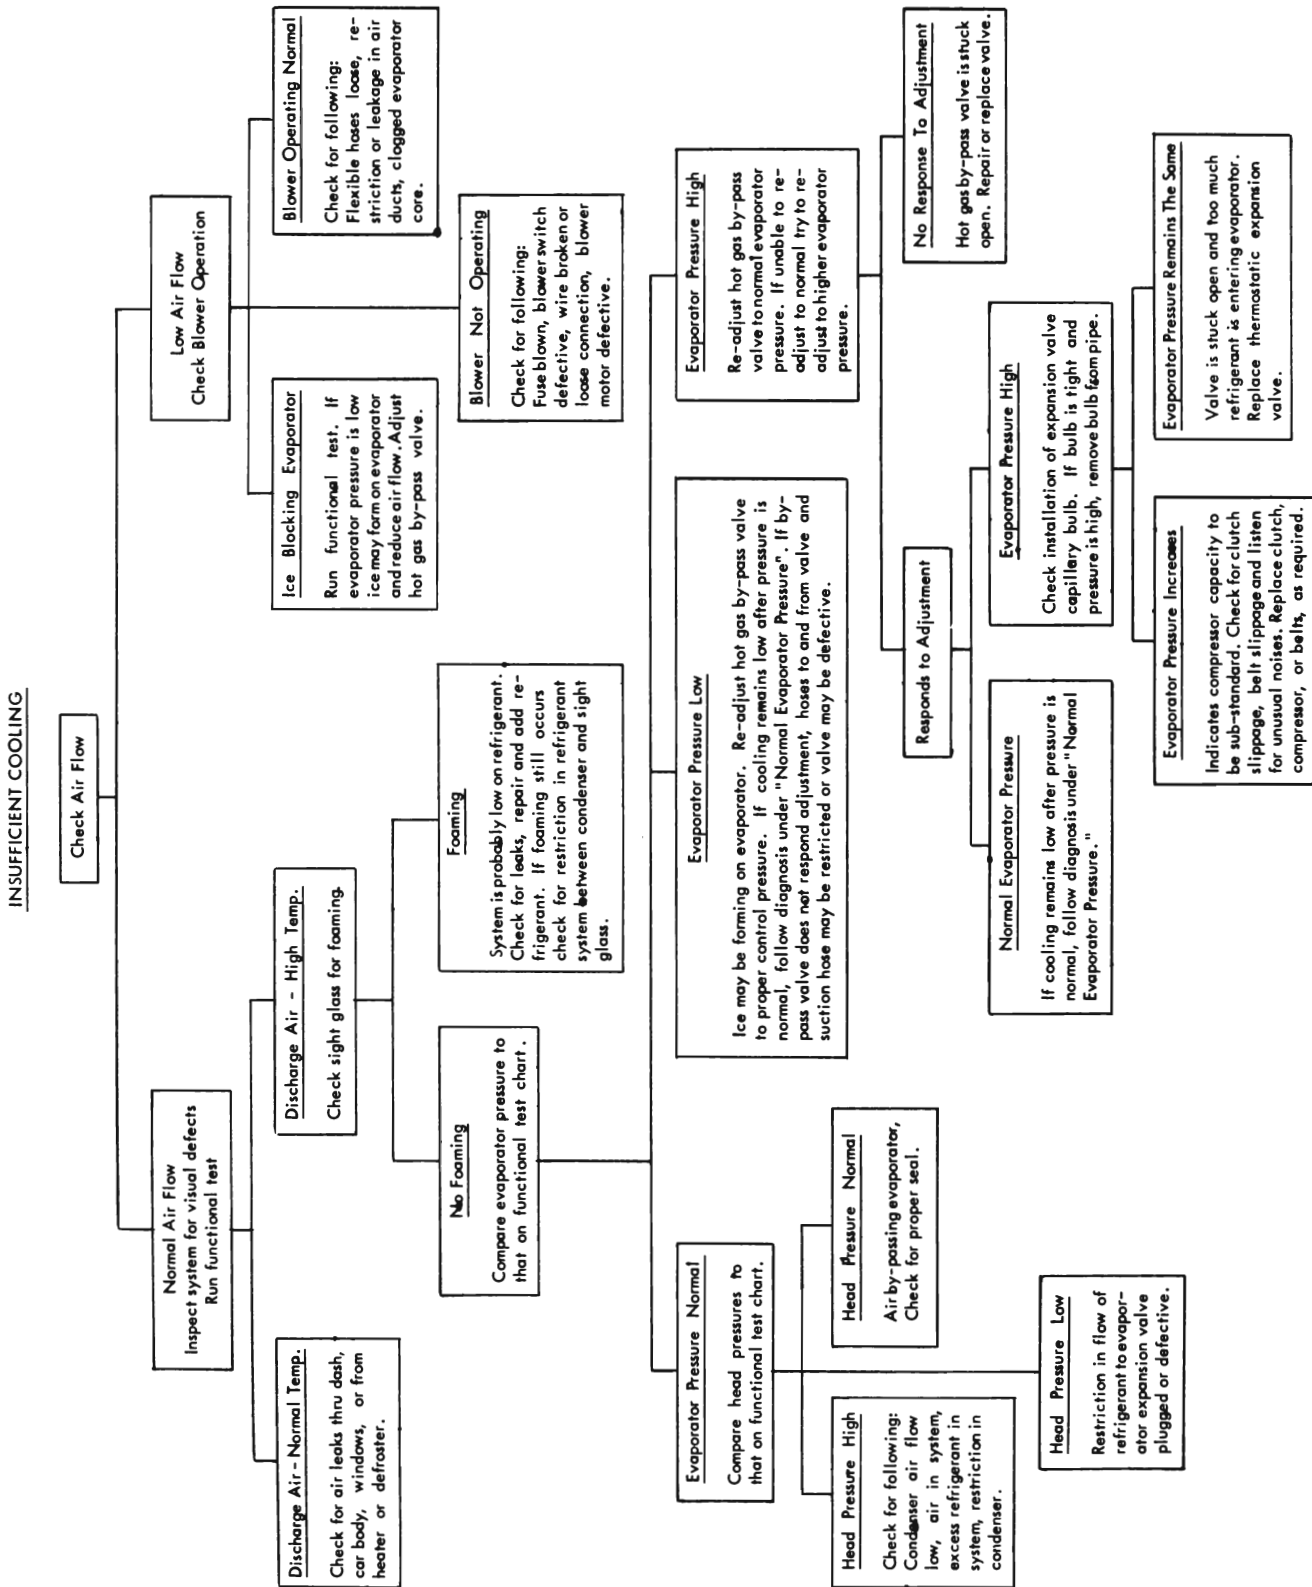 INSUFFICIENT COOLING
Check Air Flow
Normal Air Flow
Inspect system for visual defects
Run functional test
Low Air Flow
Check Blower Operation
Discharge Air - Normal Temp.
Check for air leaks thru dash,
car body, windows, or from
heater or defroster.
Discharge Air - High Temp.
Check sight glass for foaming.
Ice Blocking Evaporator
Run functional test. If
evaporator pressure is low
ice may form on evaporator
and reduce air flow. Adjust
hot gas by-pass valve.
Blower Operating Normal
Check for following:
Flexible hoses loose, re-
striction or leakage in air
ducts, clogged evaporator
core.
No Foaming
Compare evaporator pressure to
that on functional test chart.
Foaming
System is probably low on refrigerant.
Check for leaks, repair and add re-
frigerant. If foaming still occurs
check for restriction in refrigerant
system between condenser and sight
glass.
Blower Not Operating
Check for following:
Fuse blown, blower switch
defective, wire broken or
loose connection, blower
motor defective.
Evaporator Pressure Normal
Compare head pressures to
that on functional test chart.
Evaporator Pressure Low
Ice may be forming on evaporator. Re-adjust hot gas by-pass valve
to proper control pressure. If cooling remains low after pressure is
normal, follow diagnosis under "Normal Evaporator Pressure". If by-
pass valve does not respond adjustment, hoses to and from valve and
suction hose may be restricted or valve may be defective.
Evaporator Pressure High
Re-adjust hot gas by-pass
valve to normal evaporator
pressure. If unable to re-
adjust to normal try to re-
adjust to higher evaporator
pressure.
Head Pressure High
Check for following:
Condenser air flow
low, air in system,
excess refrigerant in
system, restriction in
condenser.
Head Pressure Normal
Air by-passing evaporator,
Check for proper seal.
Responds to Adjustment
No Response To Adjustment
Hot gas by-pass valve is stuck
open. Repair or replace valve.
Head Pressure Low
Restriction in flow of
refrigerant to evapor-
ator expansion valve
plugged or defective.
Normal Evaporator Pressure
If cooling remains low after pressure is
normal, follow diagnosis under "Normal
Evaporator Pressure."
Evaporator Pressure High
Check installation of expansion valve
capillery bulb. If bulb is tight and
pressure is high, remove bulb from pipe.
Evaporator Pressure Increases
Indicates compressor capacity to
be sub-standard. Check for clutch
slippage, belt slippage and listen
for unusual noises. Replace clutch,
compressor, or belts, as required.
Evaporator Pressure Remains The Same
Valve is stuck open and too much
refrigerant is entering evaporator.
Replace thermostatic expansion
valve.